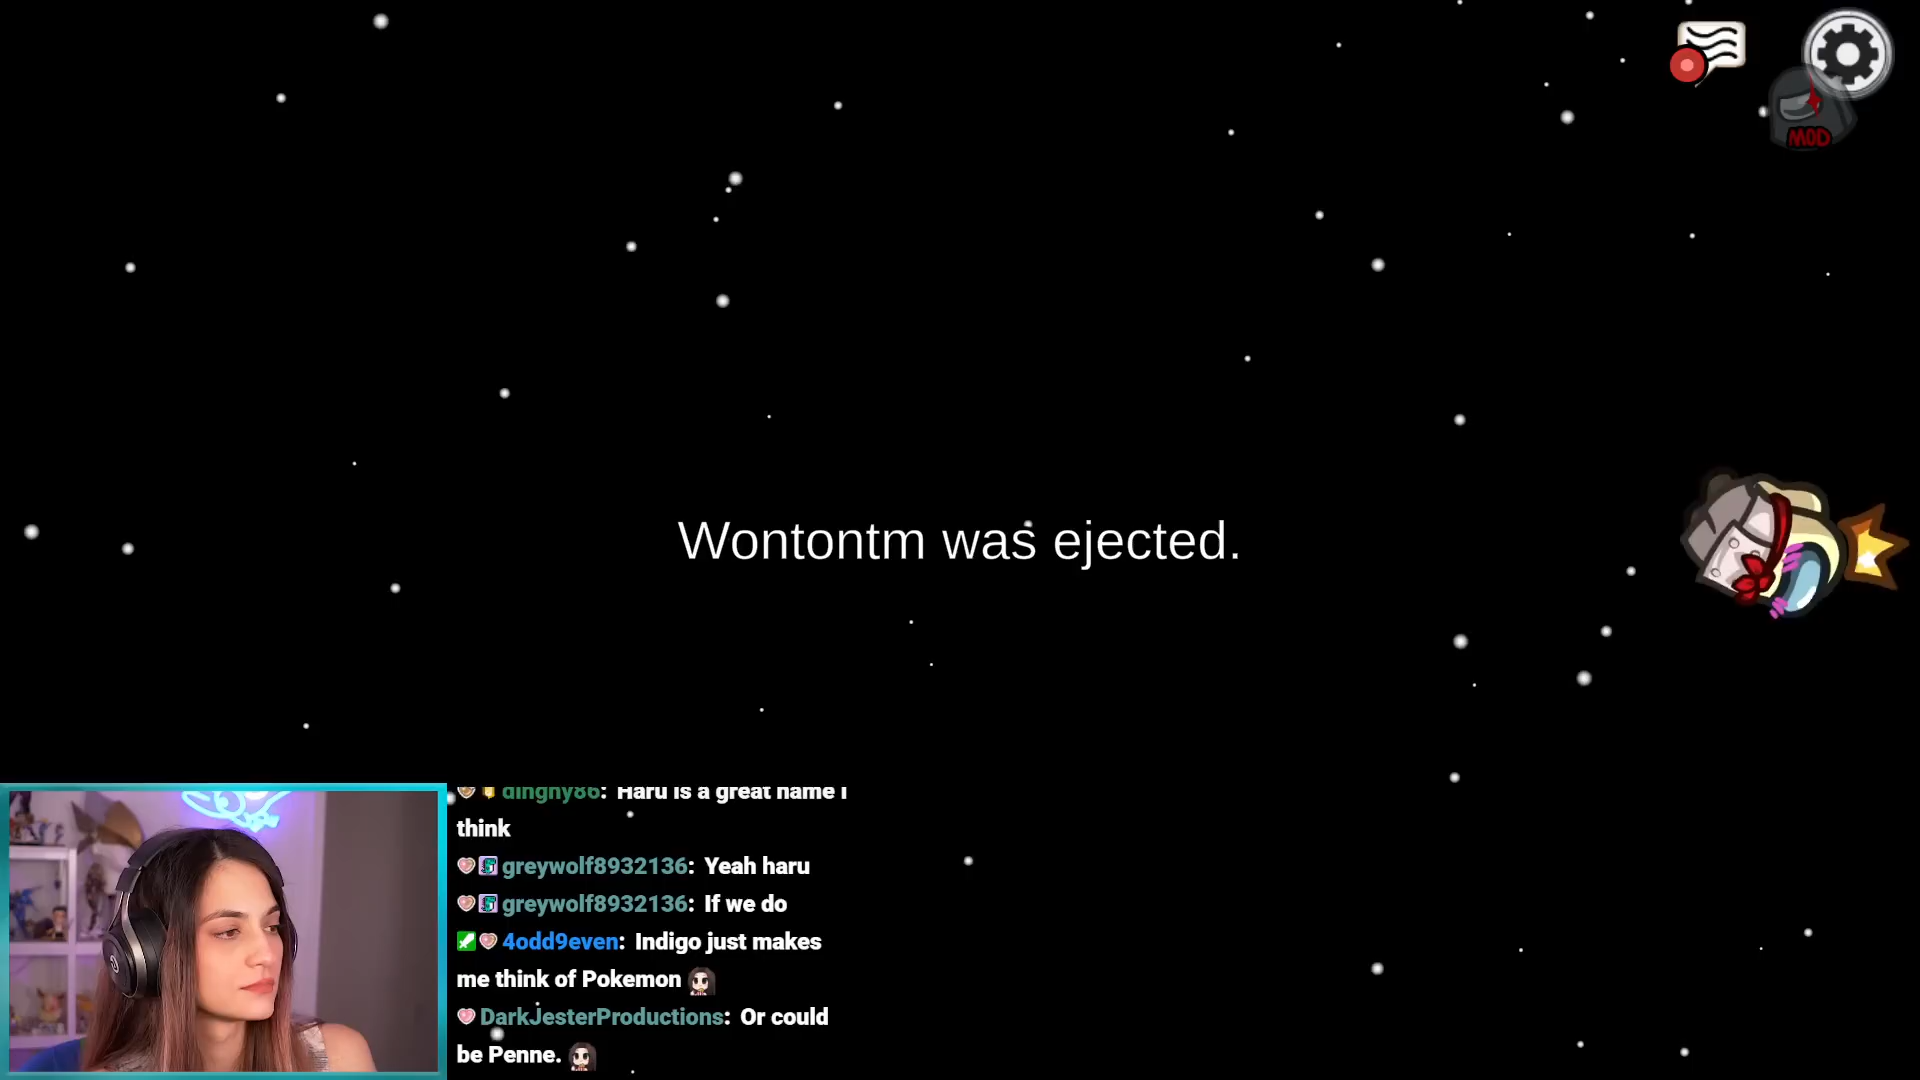 MOD
Wontontm was ejected.
dinghy86: Haru is a great name I
think
greywolf8932136: Yeah haru
greywolf8932136: If we do
4odd9even: Indigo just makes
me think of Pokemon
DarkJesterProductions: Or could
be Penne.